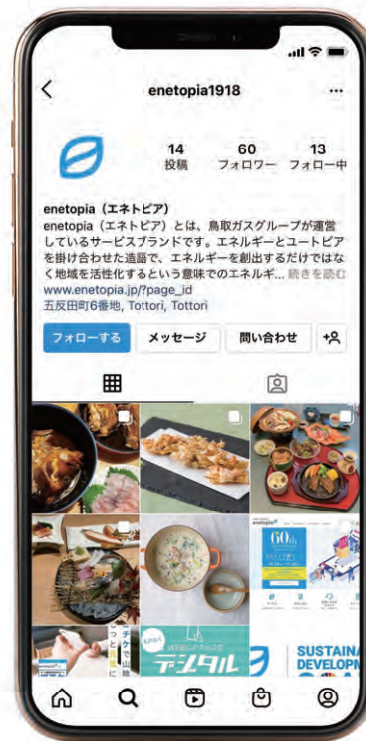 enetopia1918
14 60 13
投稿 フォロワー フォロー中
enetopia（エネトピア）
enetopia（エネトピア）とは、鳥取ガスグループが運営
しているサービスブランドです。エネルギーとユートピア
を掛け合わせた造語で、エネルギーを創出するだけではな
く地域を活性化するという意味でのエネルギ... 続きを読む
www.enetopia.jp/?page_id
五反田町6番地, Tottori, Tottori
フォローする メッセージ 問い合わせ
enetopia
60th
デジタル
SUSTAINA
DEVELOPM